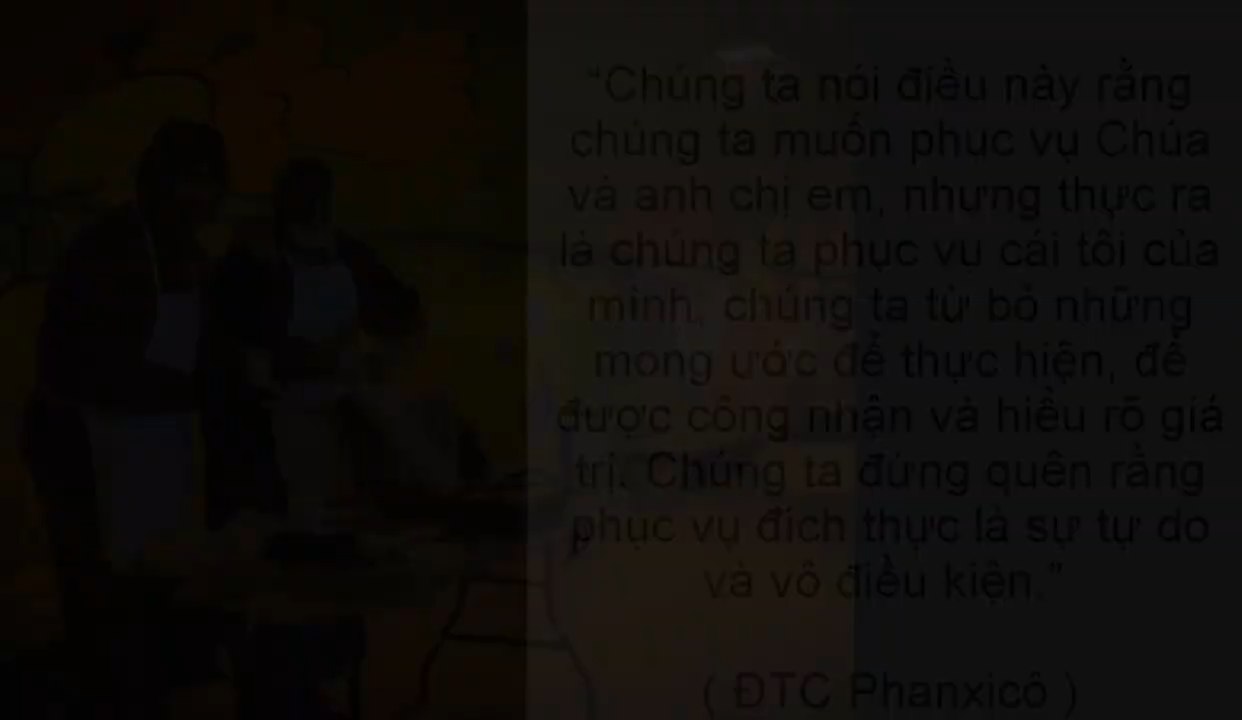 “Chúng ta nói điều này rằng
chúng ta muốn phục vụ Chúa
và anh chị em, nhưng thực ra
là chúng ta phục vụ cái tôi của
mình, chúng ta từ bỏ những
mong ước để thực hiện, để
được công nhận và hiểu rõ giá
trị. Chúng ta đừng quên rằng
phục vụ đích thực là sự tự do
và vô điều kiện.”
( ĐTC Phanxicô )